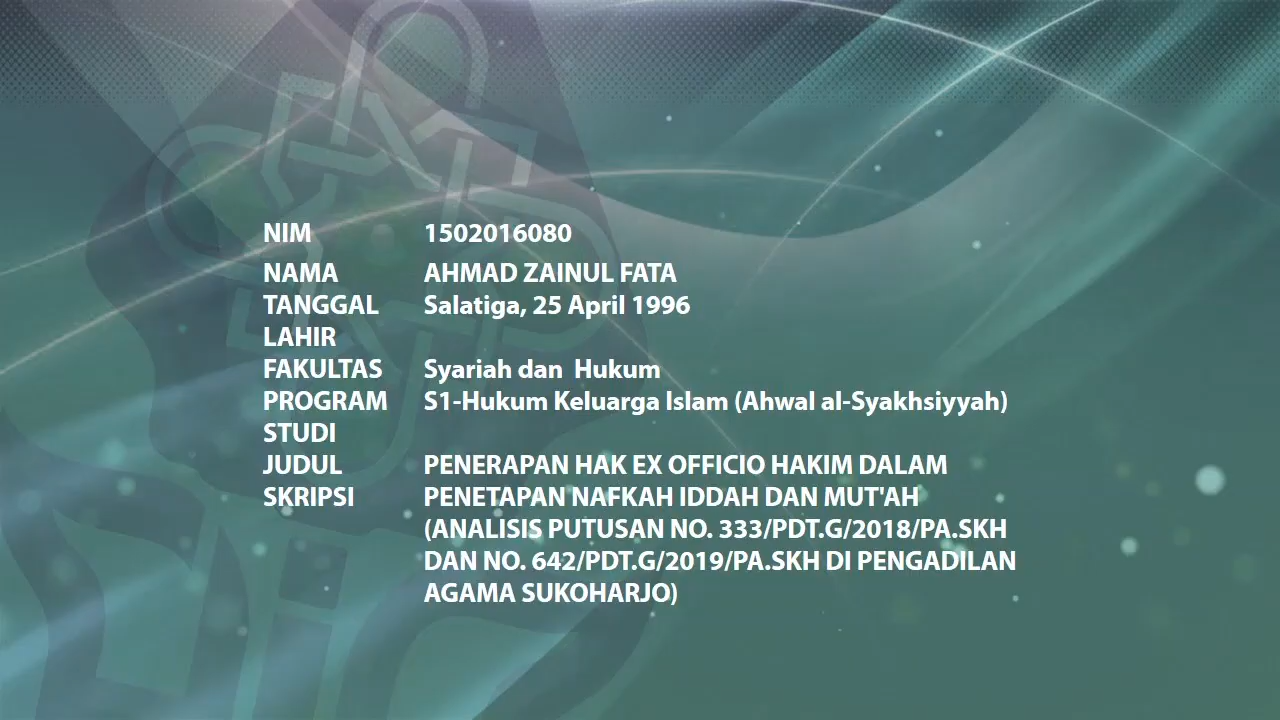 NIM 1502016080
NAMA AHMAD ZAINUL FATA
TANGGAL Salatiga, 25 April 1996
LAHIR
FAKULTAS Syariah dan  Hukum
PROGRAM S1-Hukum Keluarga Islam (Ahwal al-Syakhsiyyah)
STUDI
JUDUL PENERAPAN HAK EX OFFICIO HAKIM DALAM
SKRIPSI PENETAPAN NAFKAH IDDAH DAN MUT'AH
(ANALISIS PUTUSAN NO. 333/PDT.G/2018/PA.SKH
DAN NO. 642/PDT.G/2019/PA.SKH DI PENGADILAN
AGAMA SUKOHARJO)